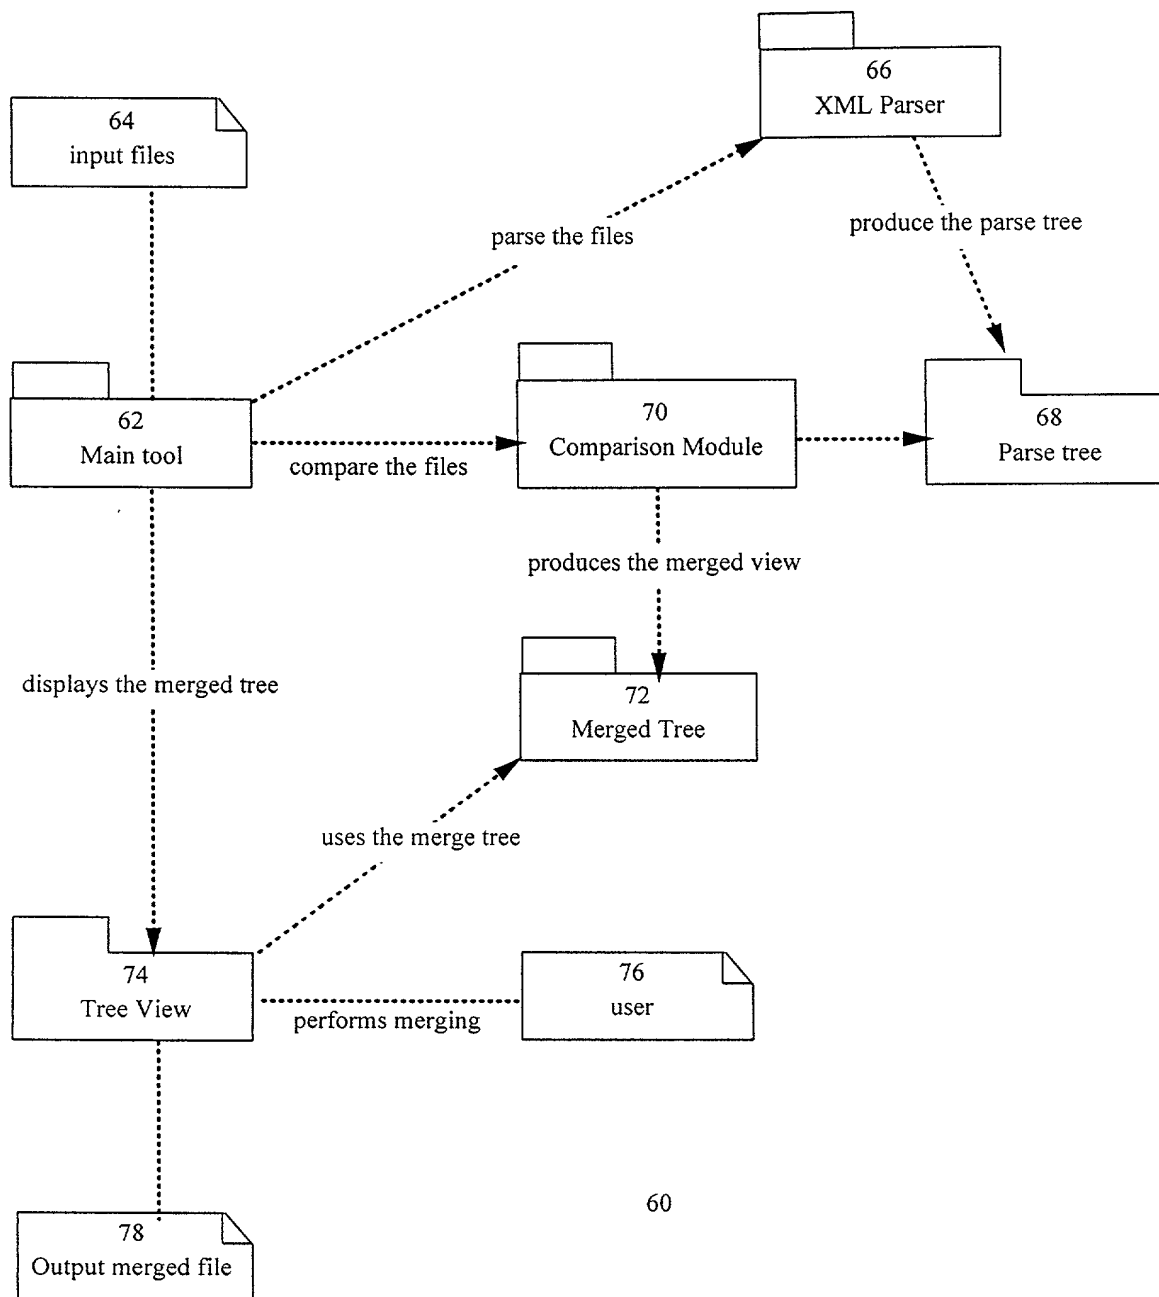 66
XML Parser
64
input files
produce the parse tree
parse the files
62
Main tool
70
Comparison Module
68
Parse tree
compare the files
produces the merged view
displays the merged tree
72
Merged Tree
uses the merge tree
74
Tree View
76
user
performs merging
60
78
Output merged file